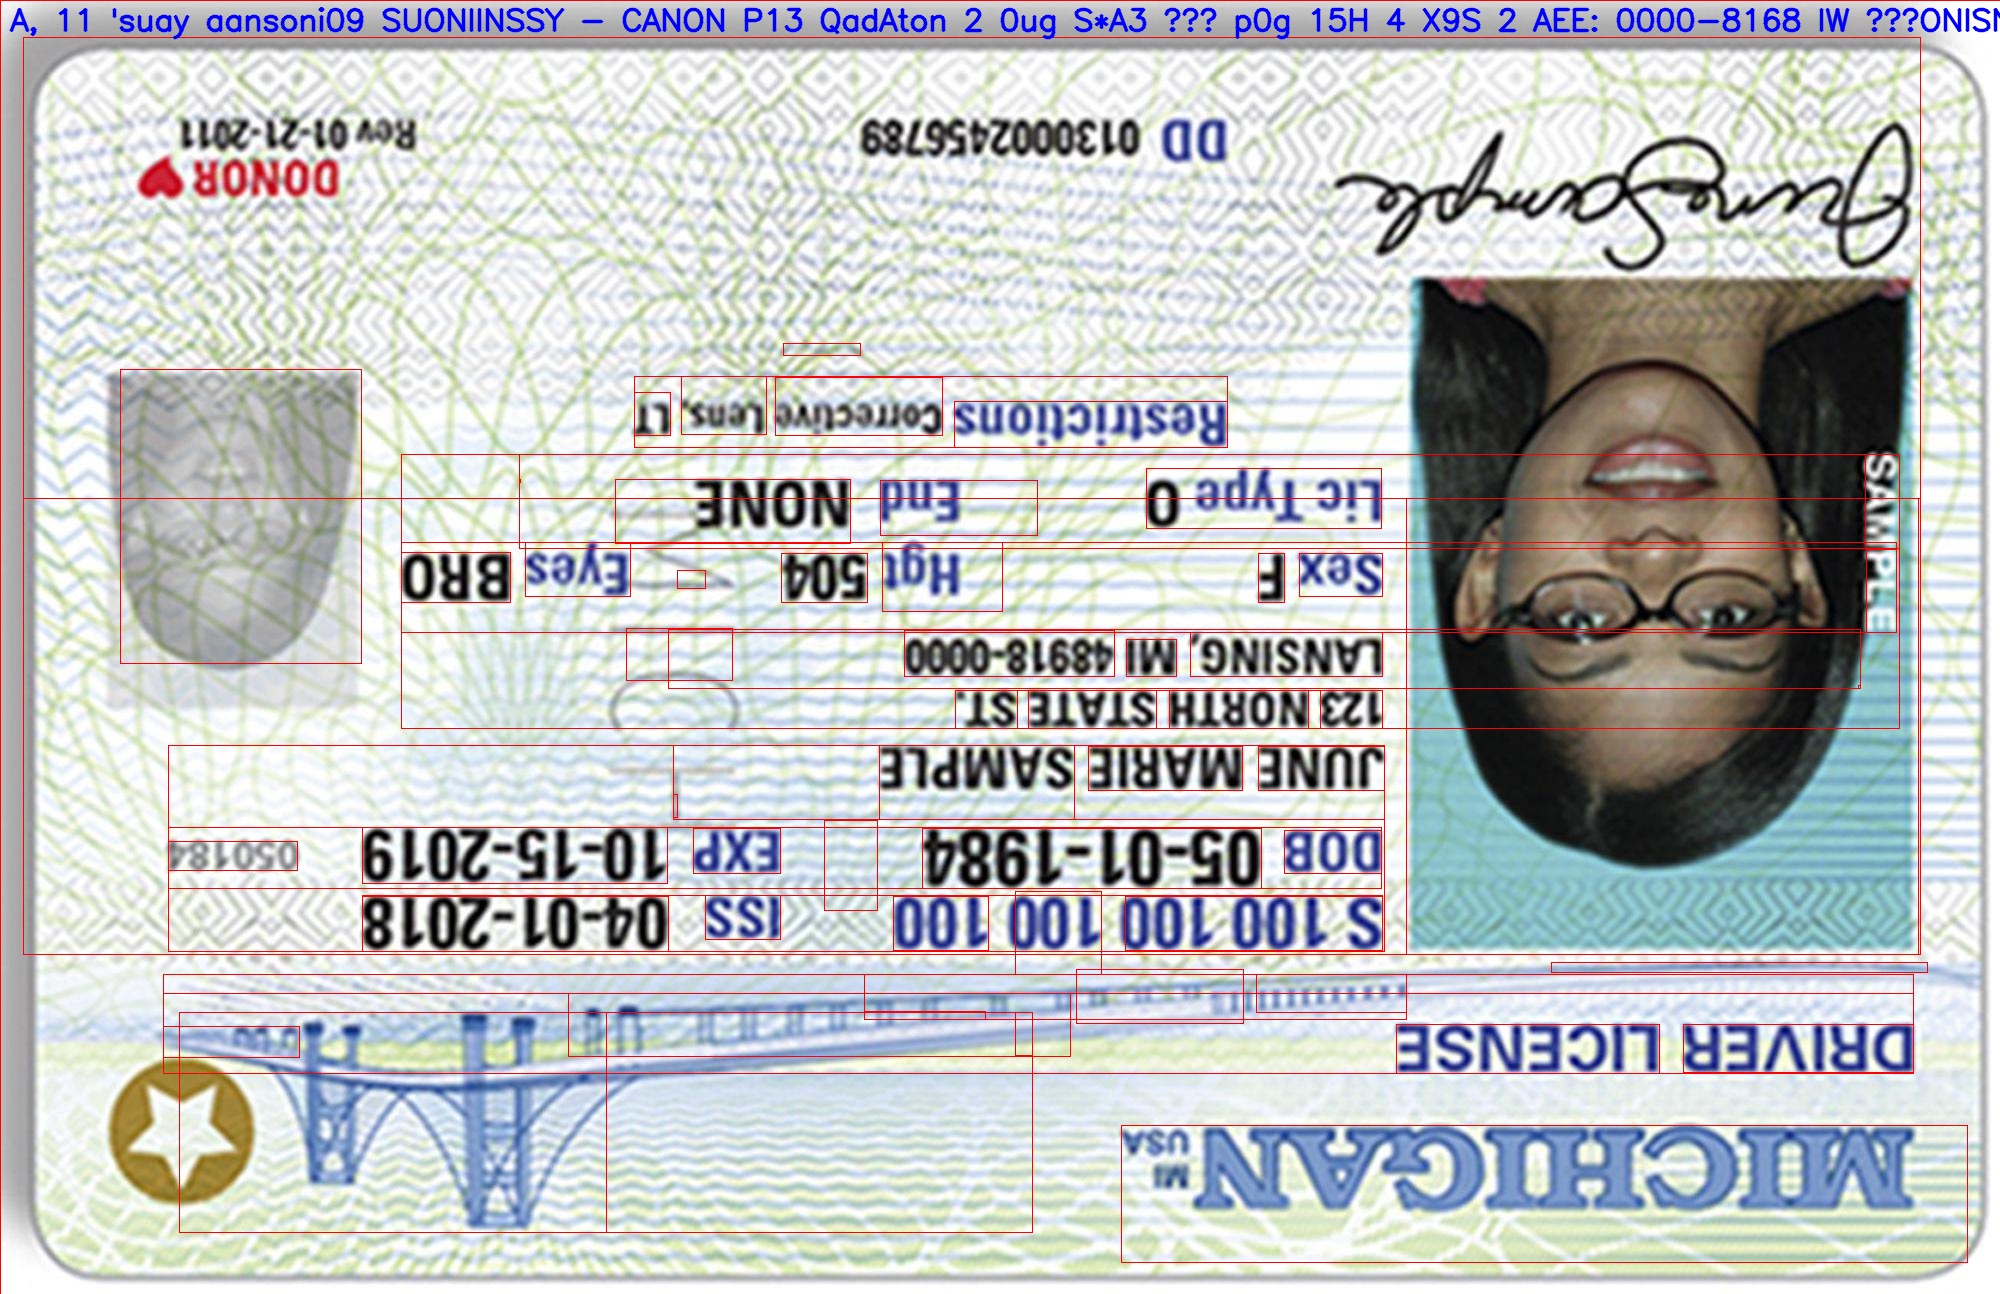 A, 11 'suay aansoni09 SUONIINSSY – CANON P13 QadAton 2 0ug S*A3 ??? p0g 15H 4 X9S 2 AEE: 0000–8168 IW ???ONISN
MICHIGAN MI USA
DRIVER LICENSE
S 100 100 100 100 ISS 04-01-2018
DOB 05-01-1984 EXP 10-15-2019 050184
JUNE MARIE SAMPLE
123 NORTH STATE ST.
LANSING, MI 48918-0000
Sex F Hgt 504 Eyes BRO
Lic Type O End NONE
Restrictions Corrective Lens, LT
SAMPLE
June Sample
DD 0130002456789
DONOR
Rev 01-21-2011